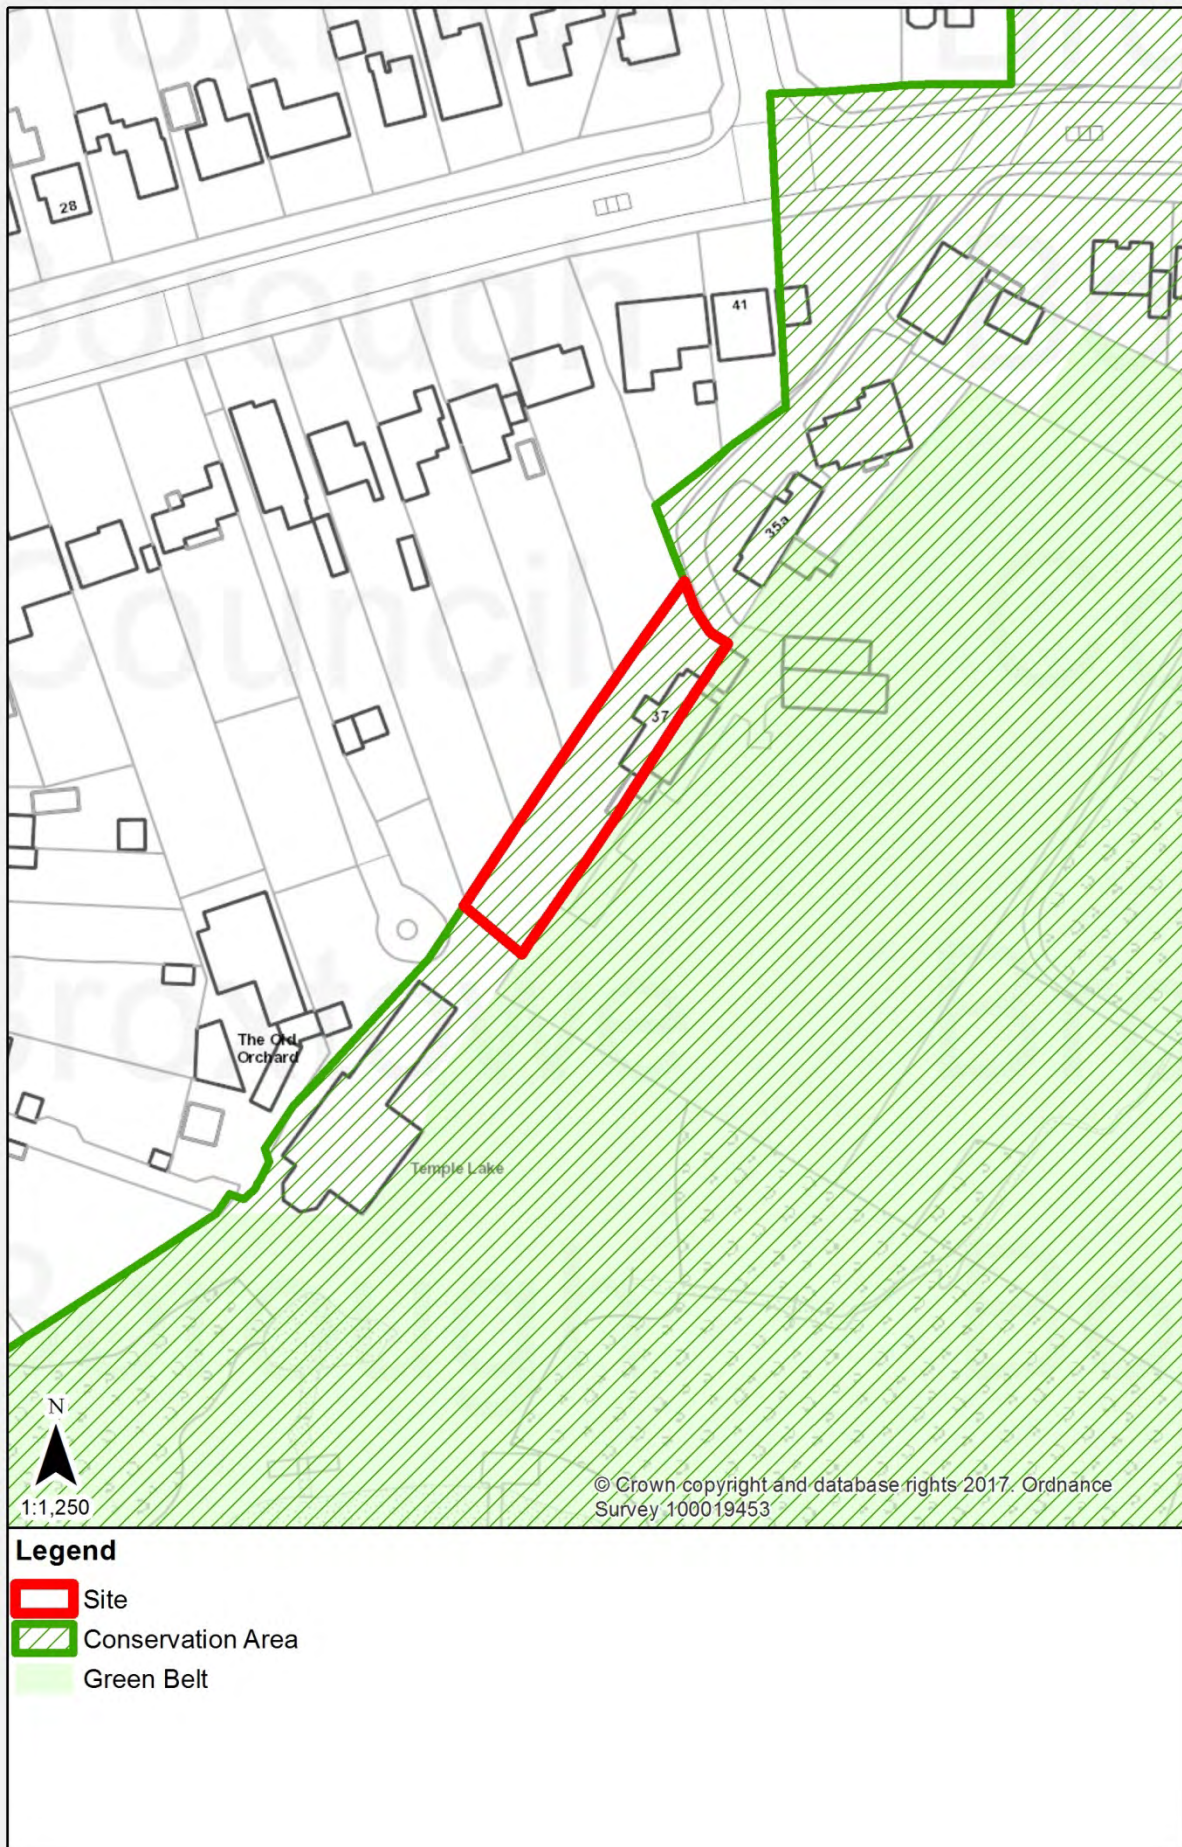 28
41
35a
37
The Old
Orchard
Temple Lake
N
1:1,250
© Crown copyright and database rights 2017. Ordnance
Survey 100019453
Legend
Site
Conservation Area
Green Belt